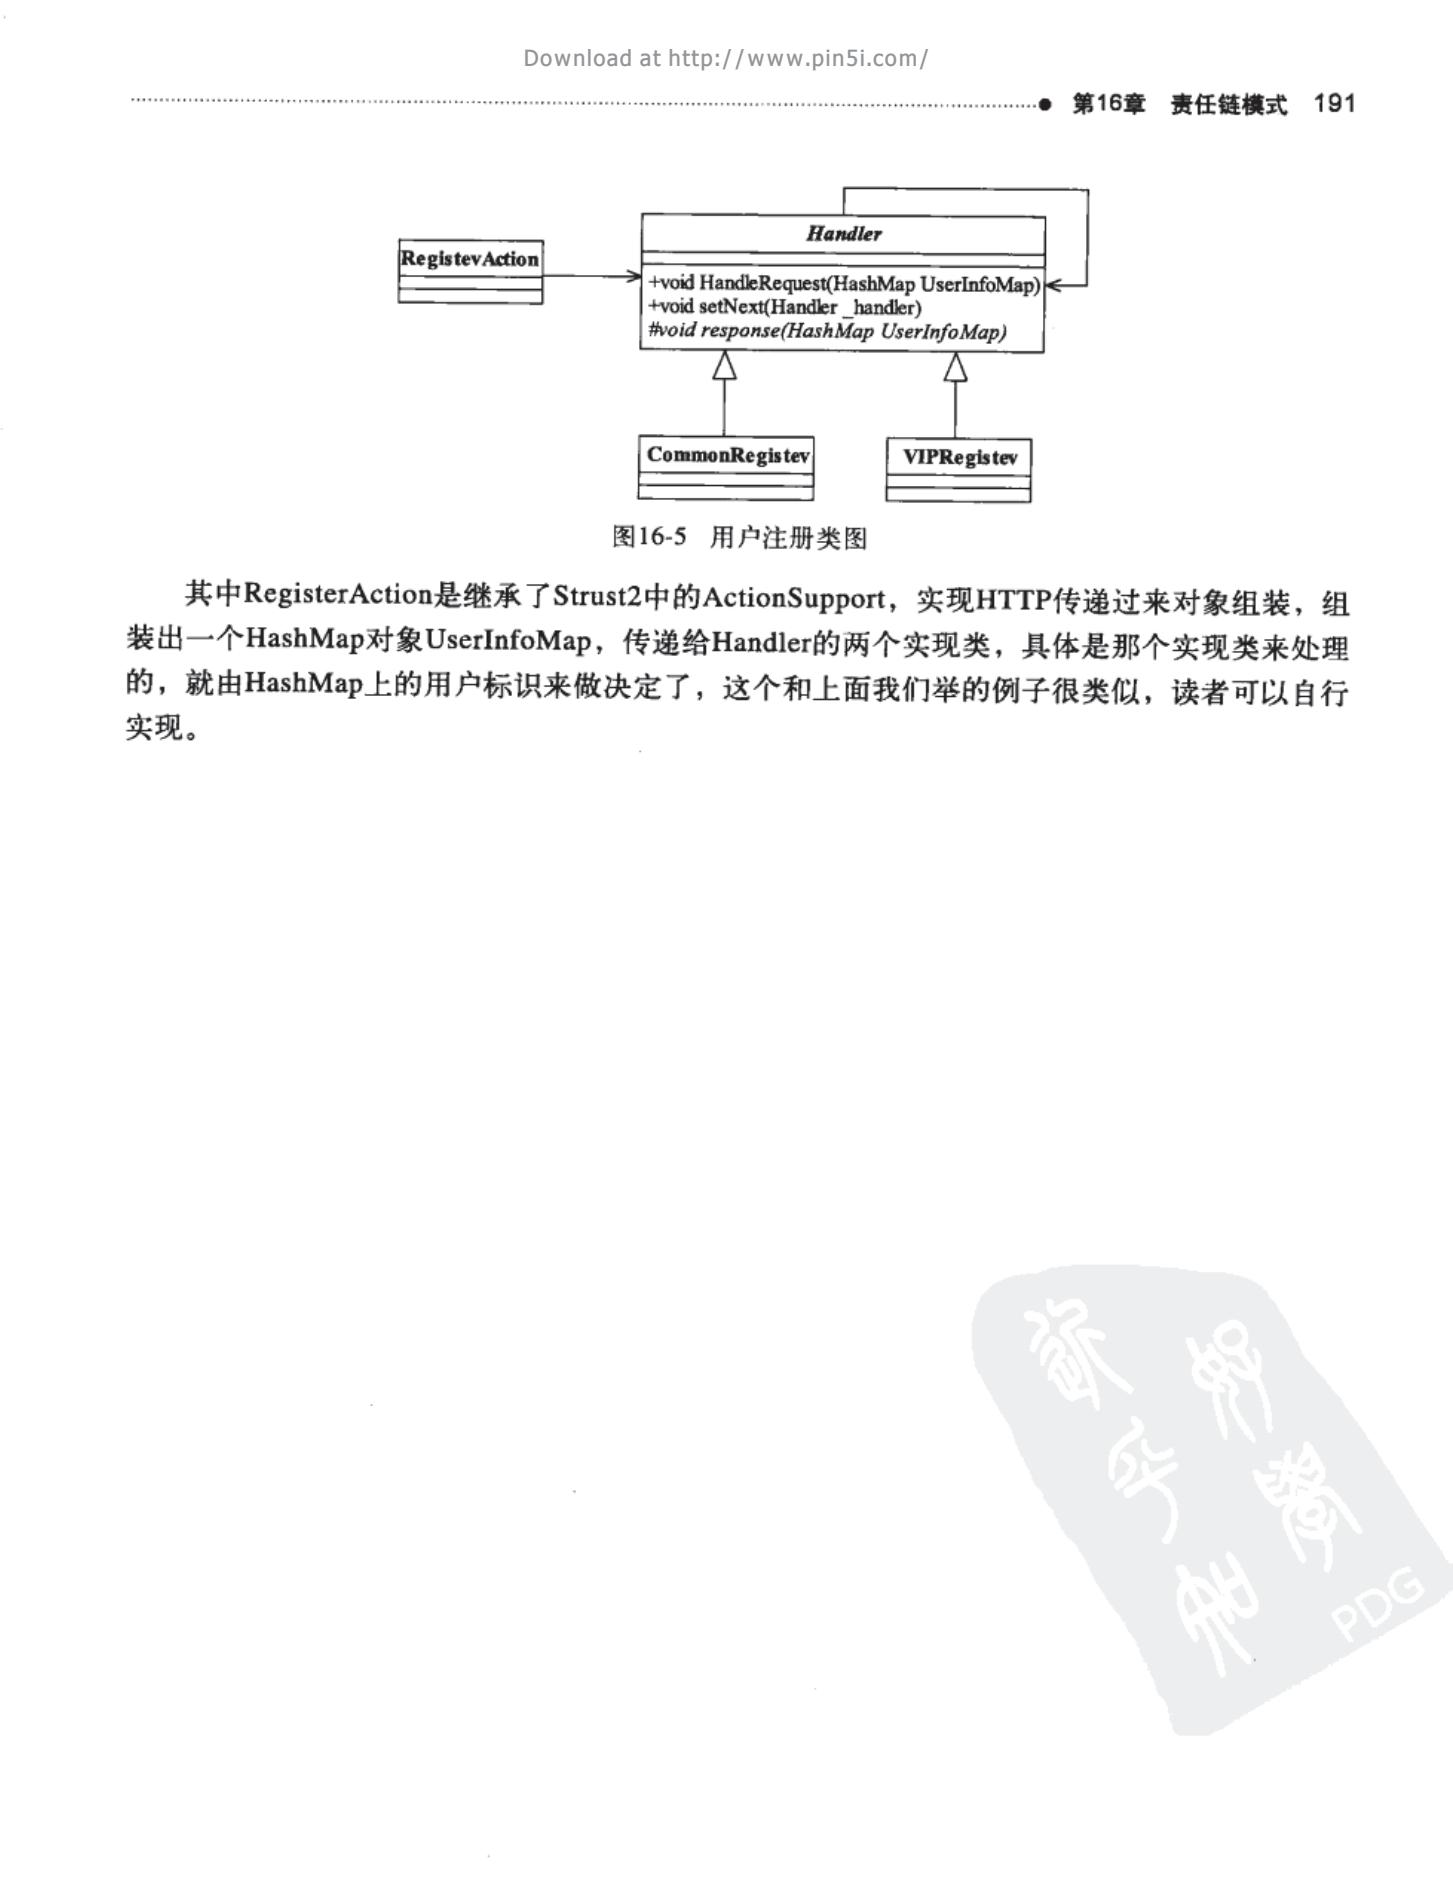 Download at http://www.pin5i.com/
第16章 责任链模式 191
Handler
RegistevAction
+void HandleRequest(HashMap UserInfoMap)
+void setNext(Handler _handler)
#void response(HashMap UserInfoMap)
CommonRegistev
VIPRegistev
图16-5 用户注册类图
其中RegisterAction是继承了Strust2中的ActionSupport，实现HTTP传递过来对象组装，组
装出一个HashMap对象UserInfoMap，传递给Handler的两个实现类，具体是那个实现类来处理
的，就由HashMap上的用户标识来做决定了，这个和上面我们举的例子很类似，读者可以自行
实现。
PDG